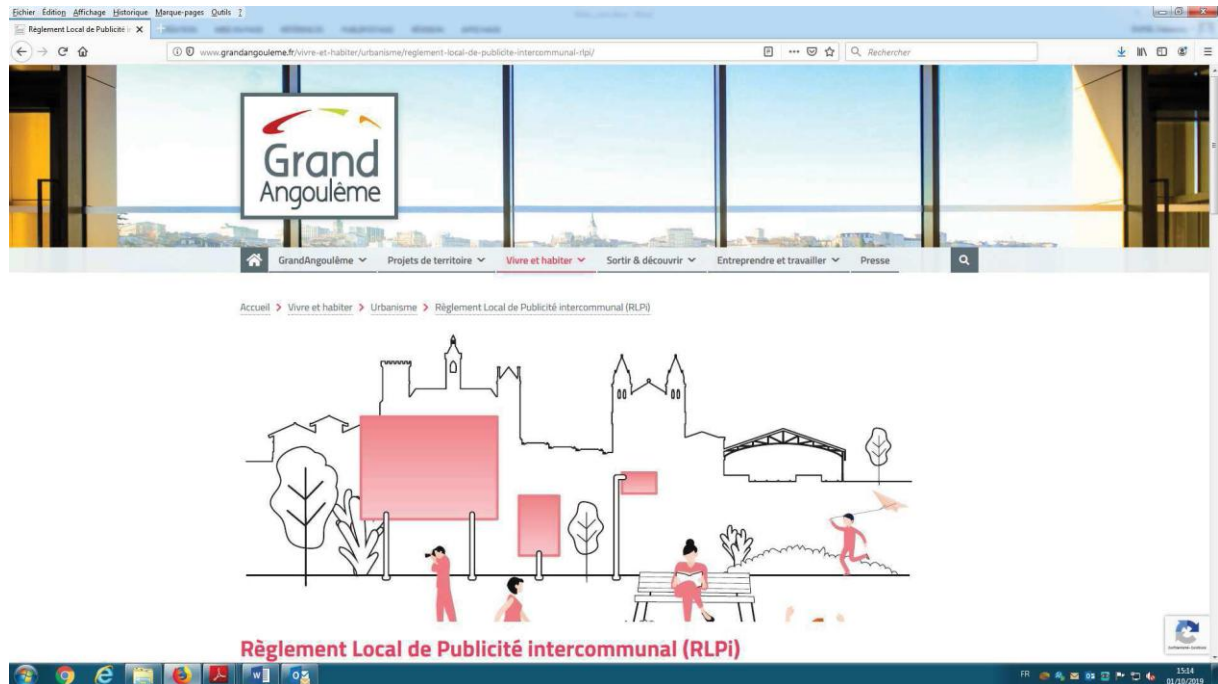 Fichier Édition Affichage Historique Marque-pages Outils ?
Règlement Local de Publicité
www.grandangouleme.fr/vivre-et-habiter/urbanisme/reglement-local-de-publicite-intercommunal-rlpi/
Rechercher
Grand
Angoulême
GrandAngoulême Projets de territoire Vivre et habiter Sortir & découvrir Entreprendre et travailler Presse
Accueil > Vivre et habiter > Urbanisme > Règlement Local de Publicité intercommunal (RLPi)
Règlement Local de Publicité intercommunal (RLPi)
FR
15:14
01/10/2019